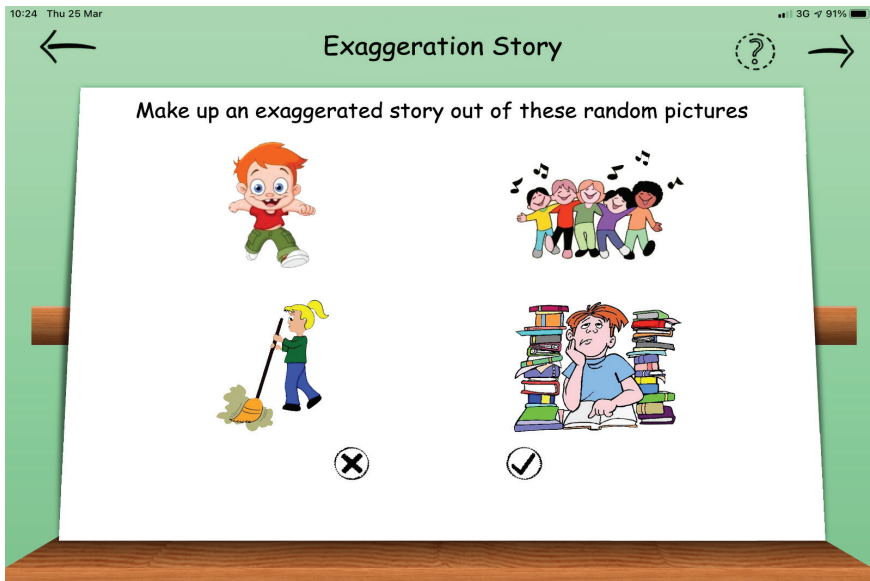 10:24 Thu 25 Mar
3G 91%
Exaggeration Story
?
Make up an exaggerated story out of these random pictures